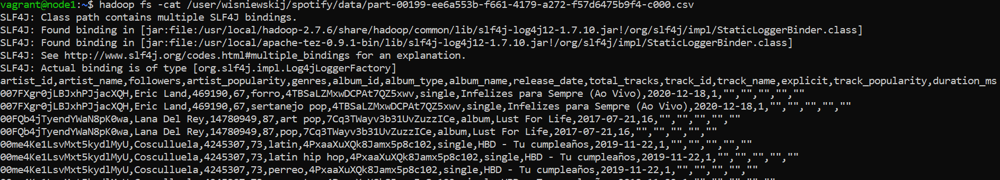 vagrant@node1:~$ hadoop fs -cat /user/wisniewskij/spotify/data/part-00199-ee6a553b-f661-4179-a272-f57d6475b9f4-c000.csv
SLF4J: Class path contains multiple SLF4J bindings.
SLF4J: Found binding in [jar:file:/usr/local/hadoop-2.7.6/share/hadoop/common/lib/slf4j-log4j12-1.7.10.jar!/org/slf4j/impl/StaticLoggerBinder.class]
SLF4J: Found binding in [jar:file:/usr/local/apache-tez-0.9.1-bin/lib/slf4j-log4j12-1.7.10.jar!/org/slf4j/impl/StaticLoggerBinder.class]
SLF4J: See http://www.slf4j.org/codes.html#multiple_bindings for an explanation.
SLF4J: Actual binding is of type [org.slf4j.impl.Log4jLoggerFactory]
artist_id,artist_name,followers,artist_popularity,genres,album_id,album_type,album_name,release_date,total_tracks,track_id,track_name,explicit,track_popularity,duration_ms
007FXgr0jLBJxhPJjacXQH,Eric Land,469190,67,forro,4TBSaLZMxwDCPAt7QZ5xwv,single,Infelizes para Sempre (Ao Vivo),2020-12-18,1,"","","","",""
007FXgr0jLBJxhPJjacXQH,Eric Land,469190,67,sertanejo pop,4TBSaLZMxwDCPAt7QZ5xwv,single,Infelizes para Sempre (Ao Vivo),2020-12-18,1,"","","","",""
00FQb4jTyendYWaN8pK0wa,Lana Del Rey,14780949,87,art pop,7Cq3TWayv3b31UvZuzzICe,album,Lust For Life,2017-07-21,16,"","","","",""
00FQb4jTyendYWaN8pK0wa,Lana Del Rey,14780949,87,pop,7Cq3TWayv3b31UvZuzzICe,album,Lust For Life,2017-07-21,16,"","","","",""
00me4Ke1LsvMxt5kydlMyU,Cosculluela,4245307,73,latin,4PxaaXuXQk8Jamx5p8c102,single,HBD - Tu cumpleaños,2019-11-22,1,"","","","",""
00me4Ke1LsvMxt5kydlMyU,Cosculluela,4245307,73,latin hip hop,4PxaaXuXQk8Jamx5p8c102,single,HBD - Tu cumpleaños,2019-11-22,1,"","","","",""
00me4Ke1LsvMxt5kydlMyU,Cosculluela,4245307,73,perreo,4PxaaXuXQk8Jamx5p8c102,single,HBD - Tu cumpleaños,2019-11-22,1,"","","","",""